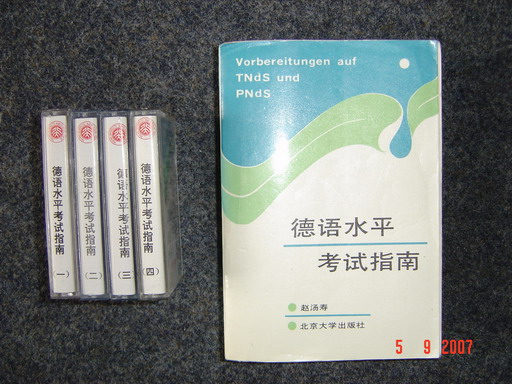 德语水平考试指南 (一)
德语水平考试指南 (二)
德语水平考试指南 (三)
德语水平考试指南 (四)
Vorbereitungen auf
TNdS und
PNdS
德语水平
考试指南
赵汤寿
北京大学出版社
5 9 2007